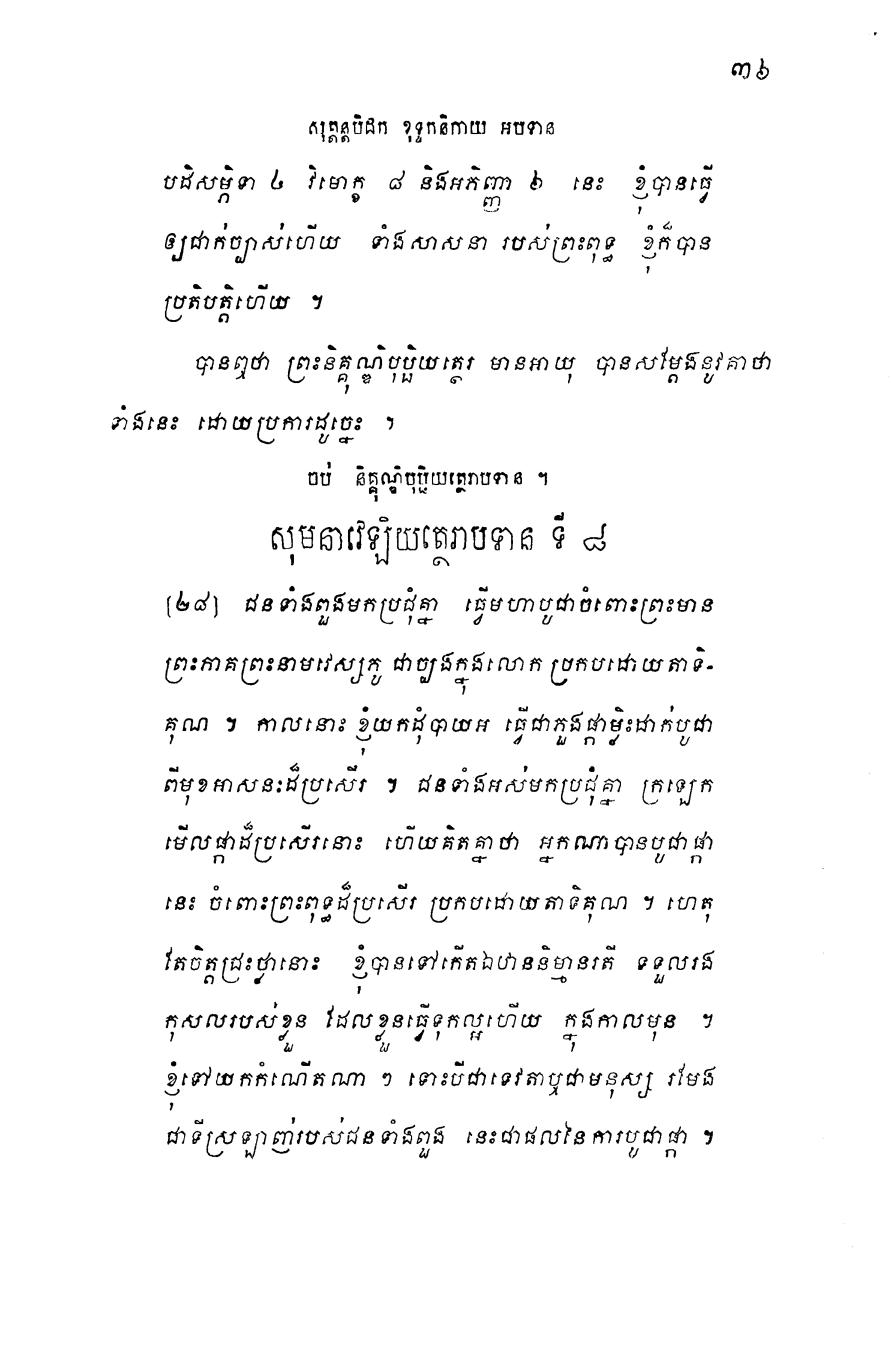 ៣៦
សុត្តន្តបិដក ខុទ្ទកនិកាយ អបទាន
បដិសម្ភិទា ៤ វិមោក្ខ ៨ និងអភិញ្ញា ៦ នេះ ខ្ញុំបានធ្វើ
ឲ្យជាក់ច្បាស់ហើយ ទាំងសាសនា របស់ព្រះពុទ្ធ ខ្ញុំក៏បាន
ប្រតិបត្តិហើយ ។
បានឮថា ព្រះនិគ្គុណ្ឌិបុប្ផិយត្ថេរ មានអាយុ បានសម្តែងនូវគាថា
ទាំងនេះ ដោយប្រការដូច្នេះ ។
ចប់ និគ្គុណ្ឌិបុប្ផិយត្ថេរាបទាន ។
សុមនាវេឡិយត្ថេរាបទាន ទី ៨
[២៨] ជនទាំងពួងមកប្រជុំគ្នា ធ្វើមហាបូជាចំពោះព្រះមាន
ព្រះភាគព្រះនាមវេស្សភូ ជាច្បងក្នុងលោក ប្រកបដោយតាទិ-
គុណ ។ កាលនោះ ខ្ញុំយកដុំបាយអ ធ្វើជាភួងផ្កាម្លិះដាក់បូជា
ពីមុខអាសនះដ៏ប្រសើរ ។ ជនទាំងអស់មកប្រជុំគ្នា ក្រឡេក
មើលផ្កាដ៏ប្រសើរនោះ ហើយគិតគ្នាថា អ្នកណាបានបូជាផ្កា
នេះ ចំពោះព្រះពុទ្ធដ៏ប្រសើរ ប្រកបដោយតាទិគុណ ។ ហេតុ
តែចិត្តជ្រះថ្លានោះ ខ្ញុំបានទៅកើតឯឋាននិម្មានរតី ទទួលរង
កុសលរបស់ខ្លួន ដែលខ្លួនធ្វើទុកល្អហើយ ក្នុងកាលមុន ។
ខ្ញុំទៅយកកំណើតណា ៗ ទោះបីជាទេវតាឬជាមនុស្ស រមែង
ជាទីស្រឡាញ់របស់ជនទាំងពួង នេះជាផលនៃការបូជាផ្កា ។